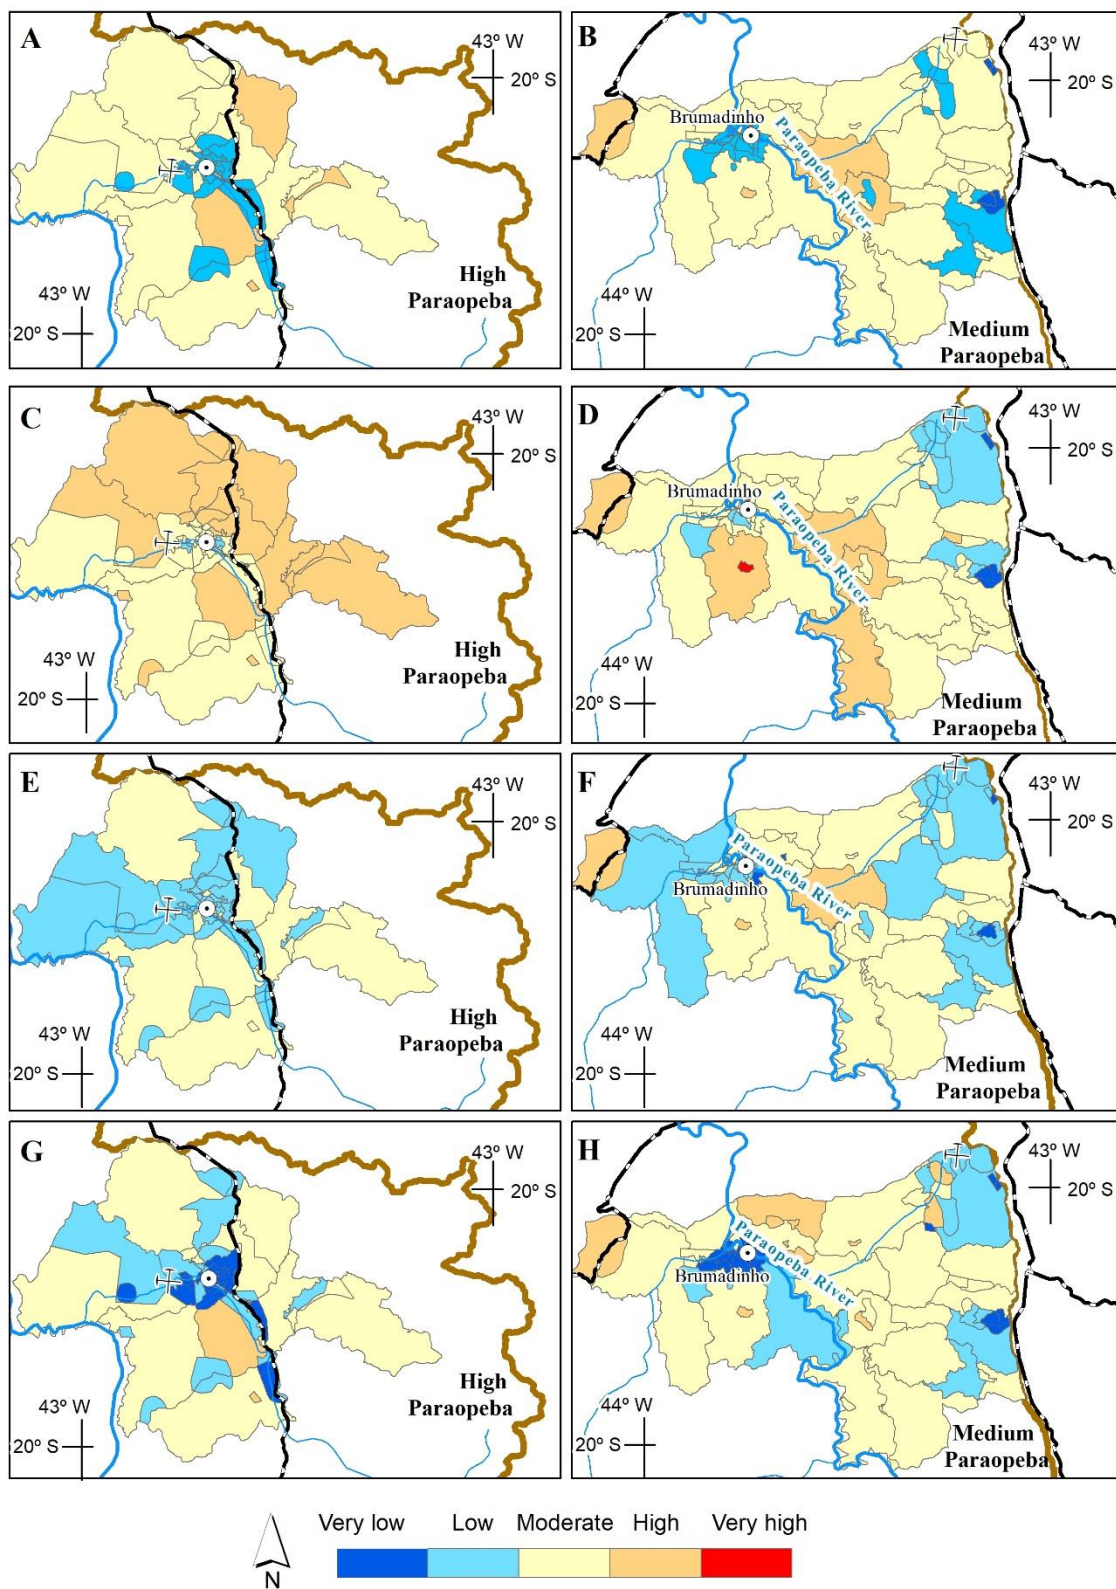 A
43º W
20º S
43º W
20º S
High
Paraopeba
B
43º W
20º S
Brumadinho
Paraopeba River
44º W
20º S
Medium
Paraopeba
C
43º W
20º S
43º W
20º S
High
Paraopeba
D
43º W
20º S
Brumadinho
Paraopeba River
44º W
20º S
Medium
Paraopeba
E
43º W
20º S
43º W
20º S
High
Paraopeba
F
43º W
20º S
Paraopeba River
Brumadinho
44º W
20º S
Medium
Paraopeba
G
43º W
20º S
43º W
20º S
High
Paraopeba
H
43º W
20º S
Paraopeba River
Brumadinho
44º W
20º S
Medium
Paraopeba
Very low Low Moderate High Very high
N